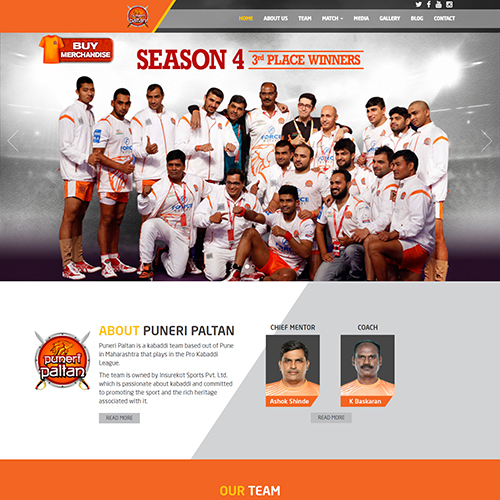 puneri
paltan
HOME ABOUT US TEAM MATCH MEDIA GALLERY BLOG CONTACT
BUY
MERCHANDISE
SEASON 4 3rd PLACE WINNERS
FORCE
puneri
paltan
ABOUT PUNERI PALTAN
Puneri Paltan is a kabaddi team based out of Pune
in Maharashtra that plays in the Pro Kabaddi
League.
The team is owned by Insurekot Sports Pvt. Ltd.
which is passionate about kabaddi and committed
to promoting the sport and the rich heritage
associated with it.
READ MORE
CHIEF MENTOR COACH
Ashok Shinde K Baskaran
READ MORE
OUR TEAM